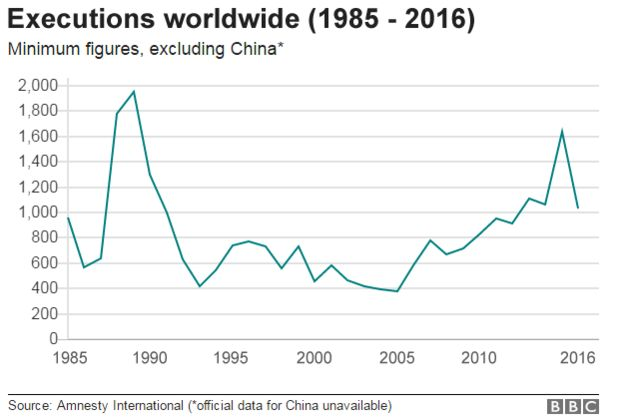 Executions worldwide (1985 - 2016)
Minimum figures, excluding China*
2,000
1,800
1,600
1,400
1,200
1,000
800
600
400
200
0
1985 1990 1995 2000 2005 2010 2016
Source: Amnesty International (*official data for China unavailable) BBC